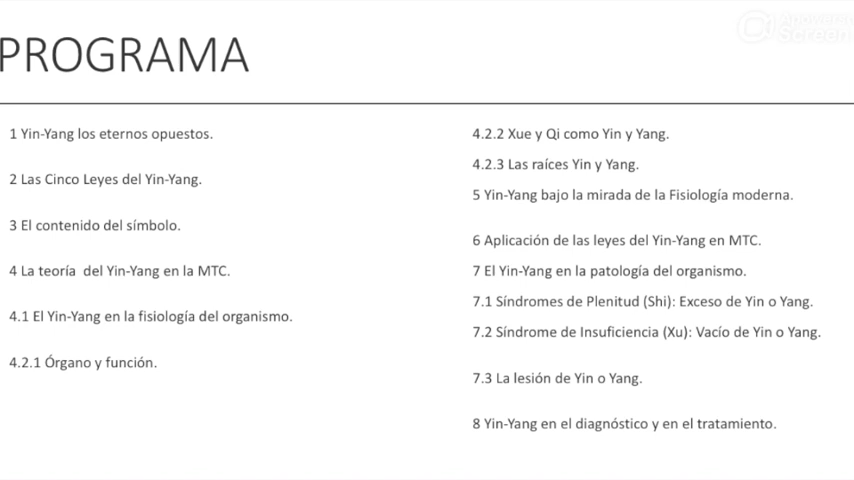 PROGRAMA
1 Yin-Yang los eternos opuestos.
2 Las Cinco Leyes del Yin-Yang.
3 El contenido del símbolo.
4 La teoría  del Yin-Yang en la MTC.
4.1 El Yin-Yang en la fisiología del organismo.
4.2.1 Órgano y función.
4.2.2 Xue y Qi como Yin y Yang.
4.2.3 Las raíces Yin y Yang.
5 Yin-Yang bajo la mirada de la Fisiología moderna.
6 Aplicación de las leyes del Yin-Yang en MTC.
7 El Yin-Yang en la patología del organismo.
7.1 Síndromes de Plenitud (Shi): Exceso de Yin o Yang.
7.2 Síndrome de Insuficiencia (Xu): Vacío de Yin o Yang.
7.3 La lesión de Yin o Yang.
8 Yin-Yang en el diagnóstico y en el tratamiento.
Screen